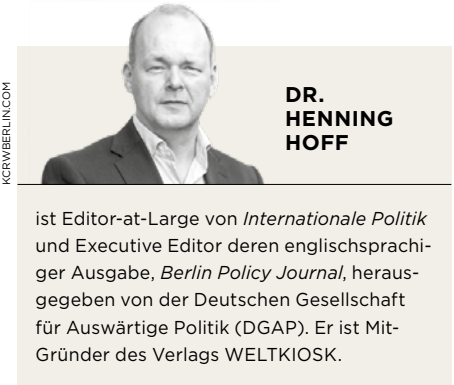 KCRWBERLIN.COM
DR.
HENNING
HOFF
ist Editor-at-Large von Internationale Politik
und Executive Editor deren englischsprachi-
ger Ausgabe, Berlin Policy Journal, heraus-
gegeben von der Deutschen Gesellschaft
für Auswärtige Politik (DGAP). Er ist Mit-
Gründer des Verlags WELTKIOSK.